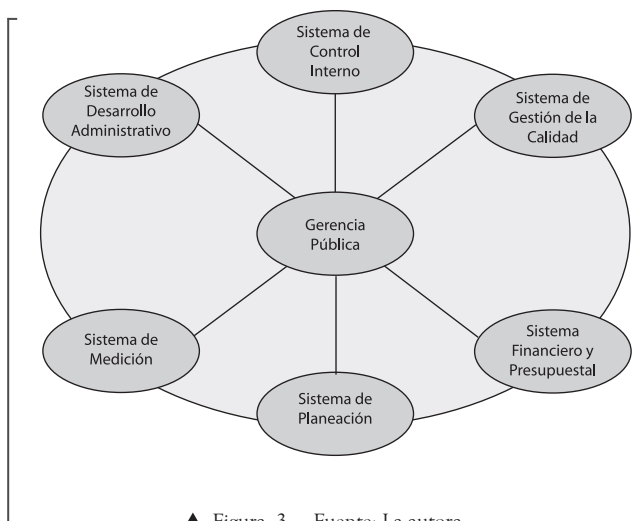 Sistema de
Control
Interno
Sistema de
Desarrollo
Administrativo
Sistema de
Gestión de la
Calidad
Gerencia
Pública
Sistema de
Medición
Sistema
Financiero y
Presupuestal
Sistema de
Planeación
▲ Figura 3. Fuente: La autora